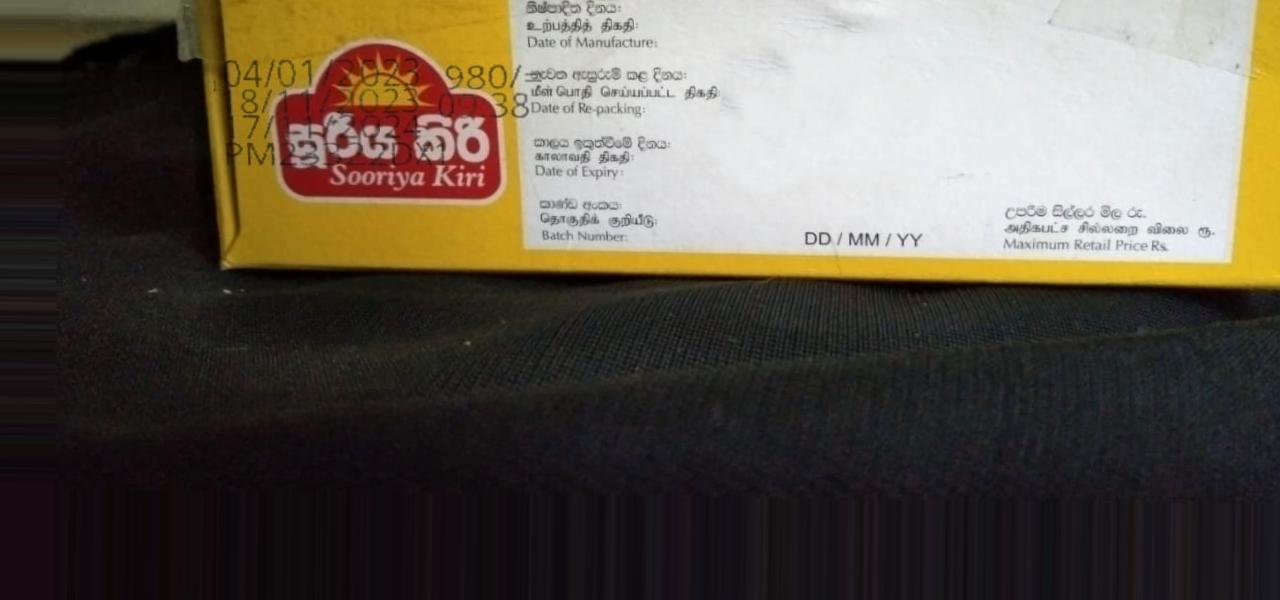 නිෂ්පාදිත දිනය:
உற்பத்தித் திகதி:
Date of Manufacture:
04/01/2023 980/-
නැවත ඇසුරුම් කළ දිනය:
மீள் பொதி செய்யப்பட்ட திகதி:
18/11/2023 09:38
Date of Re-packing:
17/11/2024
සූරිය කිරි
Sooriya Kiri
කාලය ඉකුත්වීමේ දිනය:
காலாவதி திகதி:
Date of Expiry:
කාණ්ඩ අංකය:
தொகுதிக் குறியீடு:
Batch Number:
DD / MM / YY
උපරිම සිල්ලර මිල රු.
அதிகபட்ச சில்லறை விலை ரூ.
Maximum Retail Price Rs.